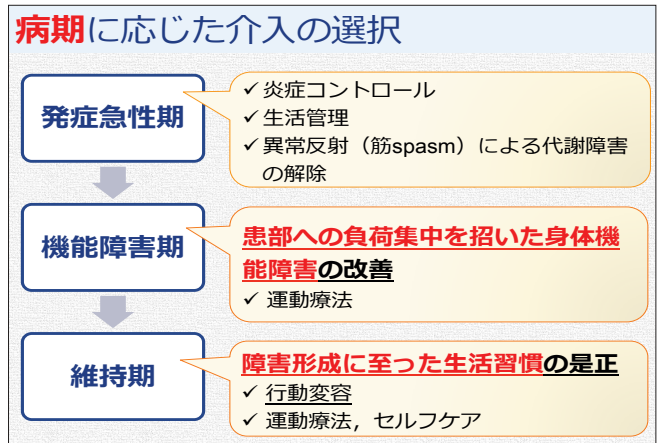 病期に応じた介入の選択
発症急性期
✓ 炎症コントロール
✓ 生活管理
✓ 異常反射（筋spasm）による代謝障害
の解除
機能障害期
患部への負荷集中を招いた身体機
能障害の改善
✓ 運動療法
維持期
障害形成に至った生活習慣の是正
✓ 行動変容
✓ 運動療法，セルフケア